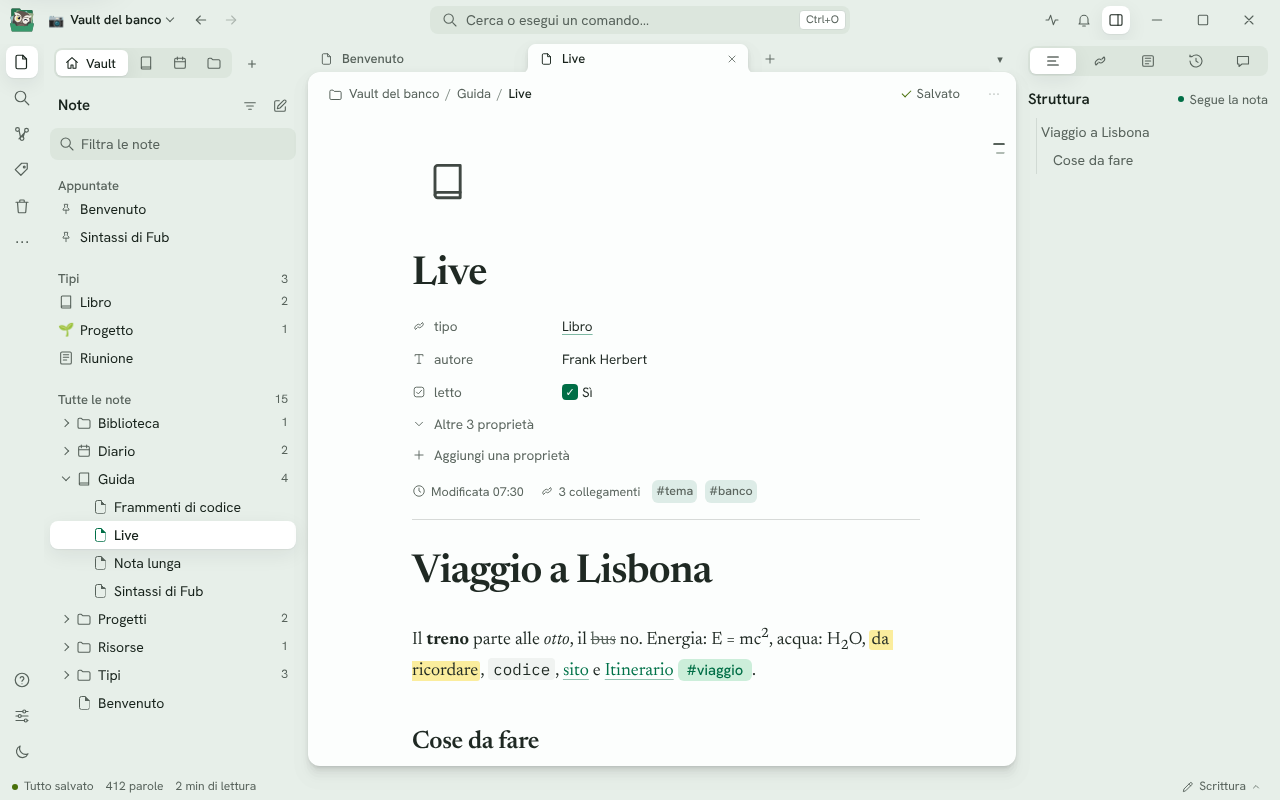 Vault del banco
Cerca o esegui un comando...
Ctrl+O
Vault
Benvenuto
Live
Note
Filtra le note
Appuntate
Benvenuto
Sintassi di Fub
Tipi 3
Libro 2
Progetto 1
Riunione
Tutte le note 15
Biblioteca 1
Diario 2
Guida 4
Frammenti di codice
Live
Nota lunga
Sintassi di Fub
Progetti 2
Risorse 1
Tipi 3
Benvenuto
Vault del banco / Guida / Live
Salvato
Live
tipo Libro
autore Frank Herbert
letto Sì
Altre 3 proprietà
Aggiungi una proprietà
Modificata 07:30 3 collegamenti #tema #banco
Viaggio a Lisbona
Il treno parte alle otto, il bus no. Energia: E = mc², acqua: H₂O, da
ricordare, codice, sito e Itinerario #viaggio.
Cose da fare
Struttura Segue la nota
Viaggio a Lisbona
Cose da fare
Tutto salvato 412 parole 2 min di lettura
Scrittura